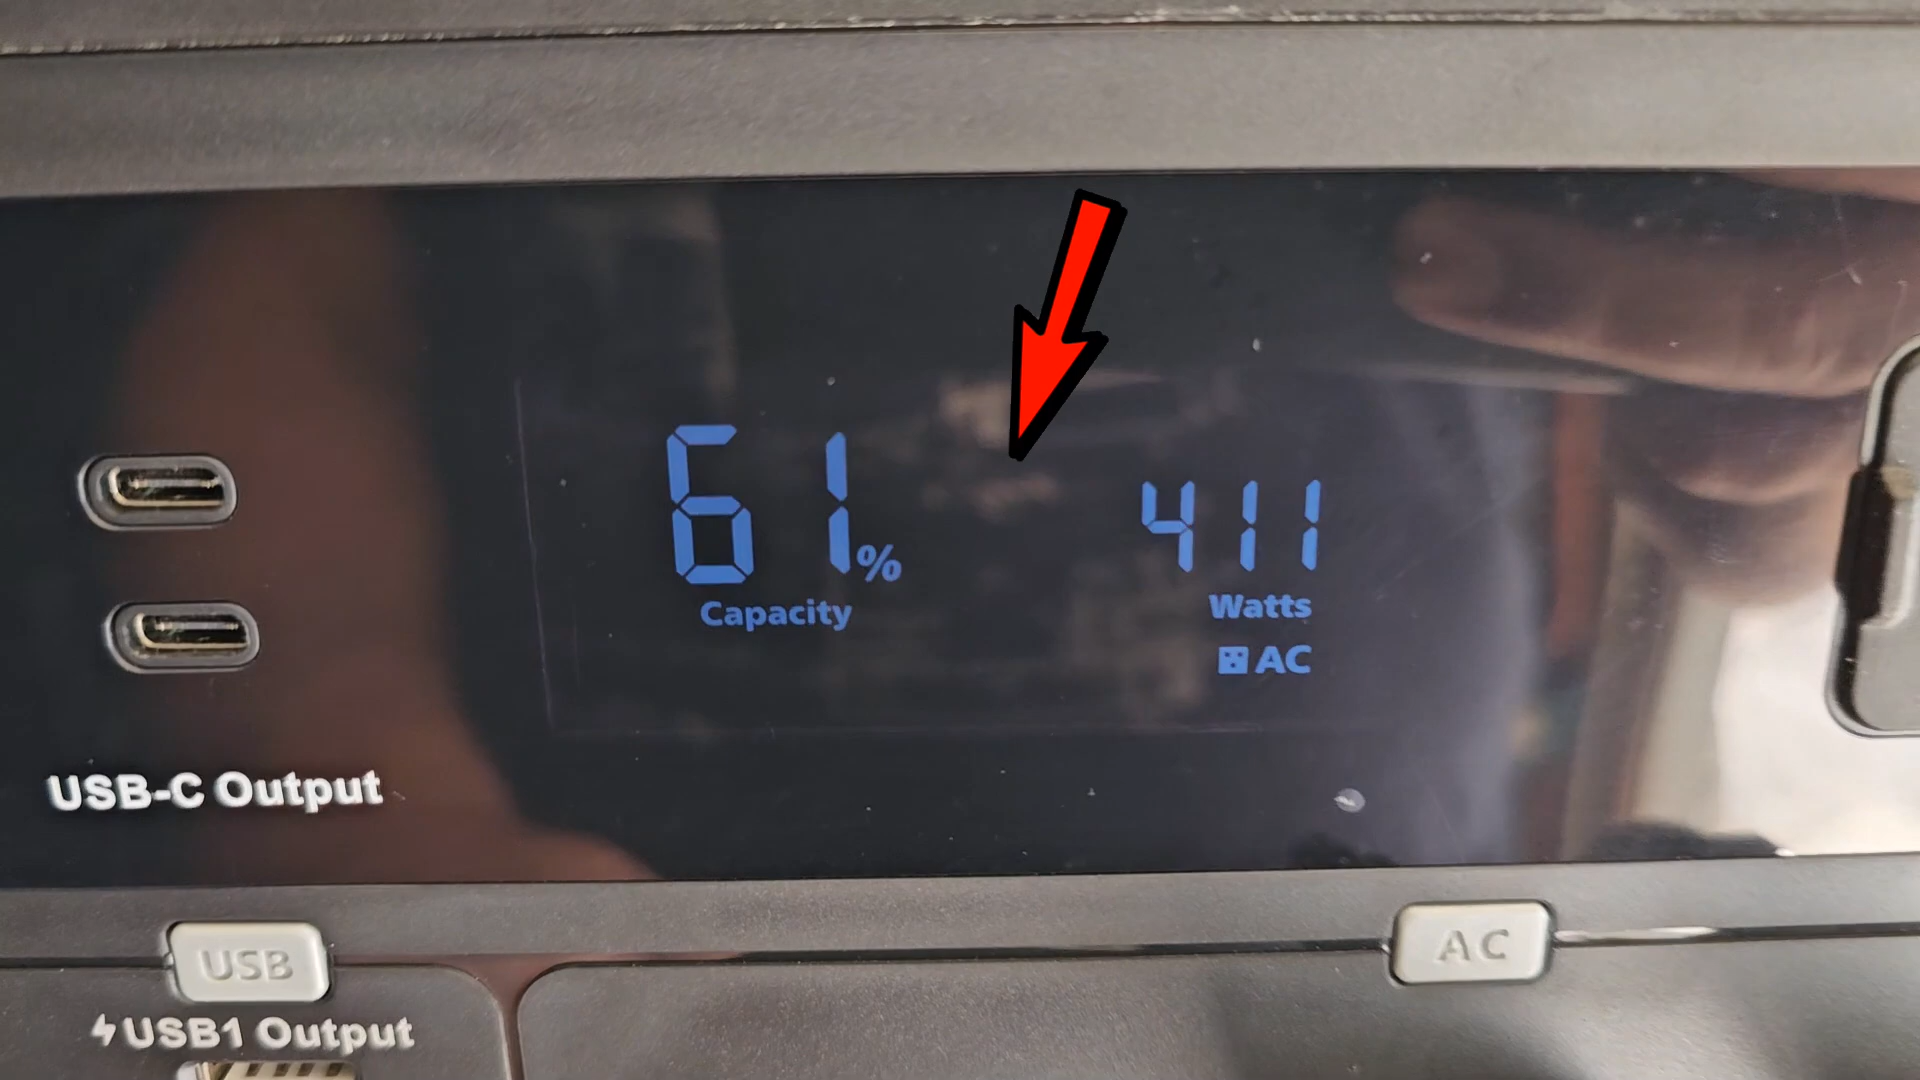 61% 411
Capacity Watts
AC
USB-C Output
USB AC
USB1 Output